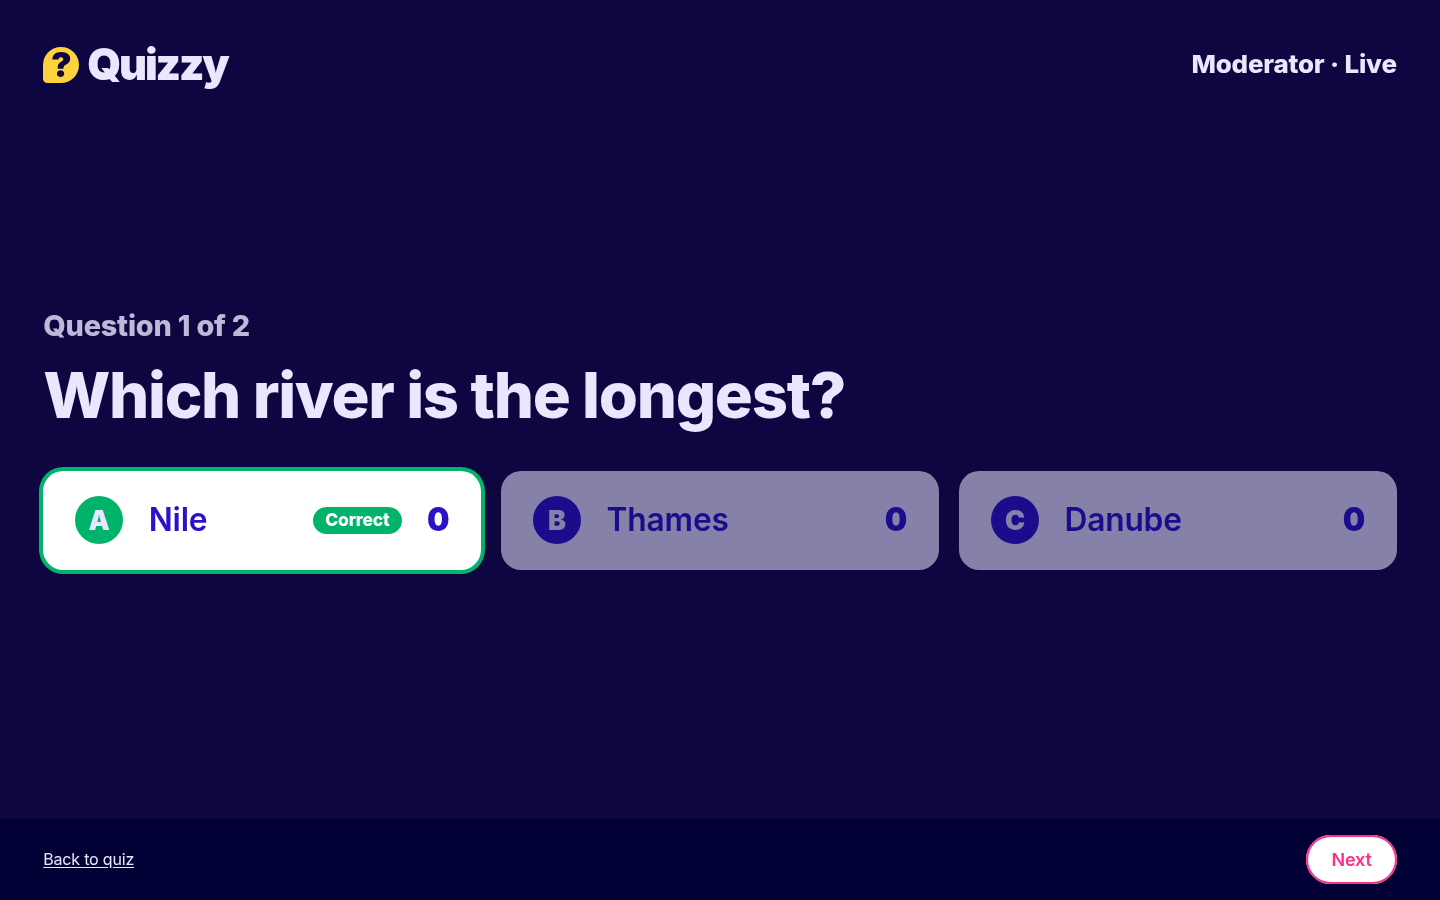 ? Quizzy
Moderator · Live
Question 1 of 2
Which river is the longest?
A Nile Correct 0
B Thames 0
C Danube 0
Back to quiz
Next